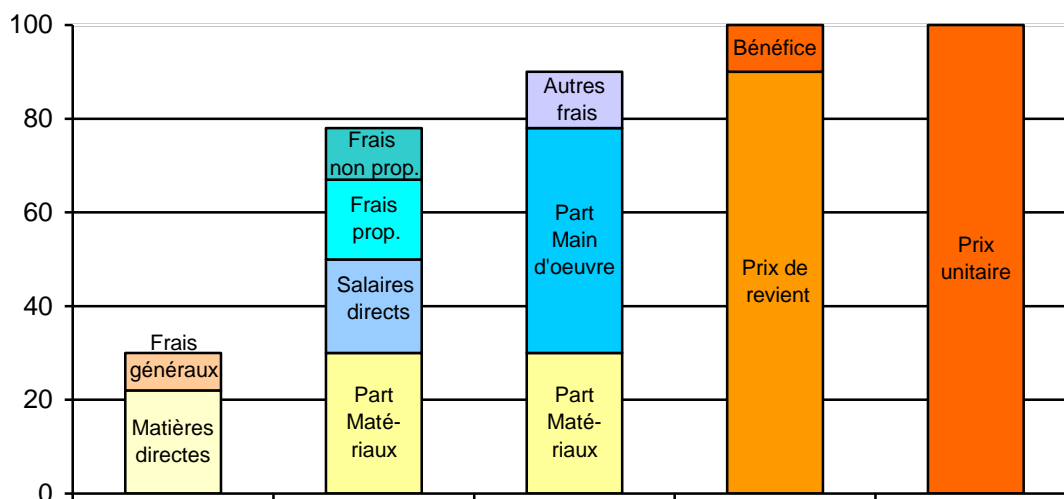 100
80
60
40
20
0
Frais
généraux
Matières
directes
Frais
non prop.
Frais
prop.
Salaires
directs
Part
Maté-
riaux
Autres
frais
Part
Main
d'oeuvre
Part
Maté-
riaux
Bénéfice
Prix de
revient
Prix
unitaire